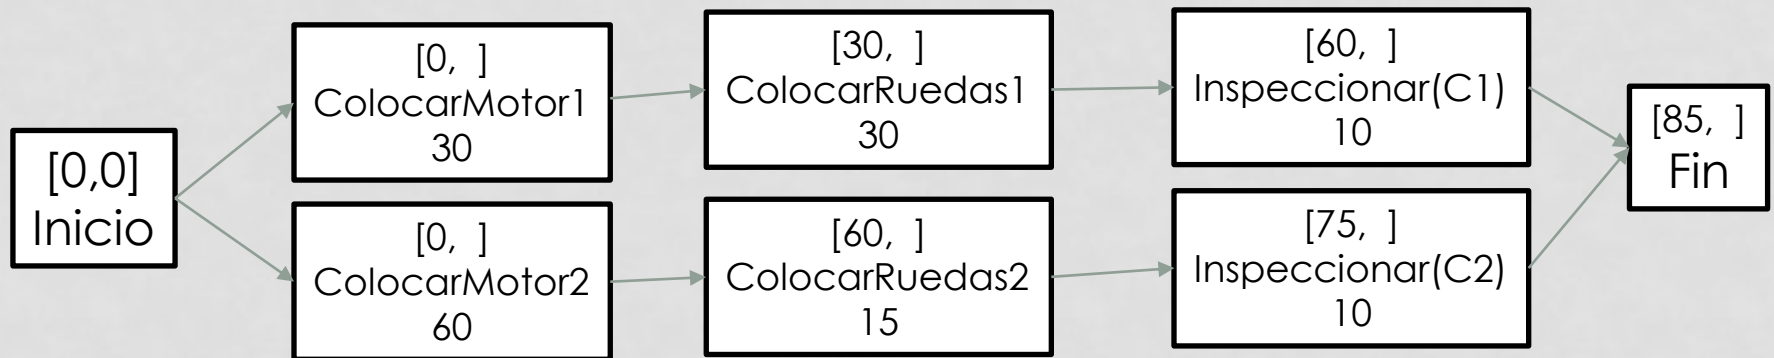 [0,0]
Inicio
[0,  ]
ColocarMotor1
30
[30,  ]
ColocarRuedas1
30
[60,  ]
Inspeccionar(C1)
10
[0,  ]
ColocarMotor2
60
[60,  ]
ColocarRuedas2
15
[75,  ]
Inspeccionar(C2)
10
[85,  ]
Fin